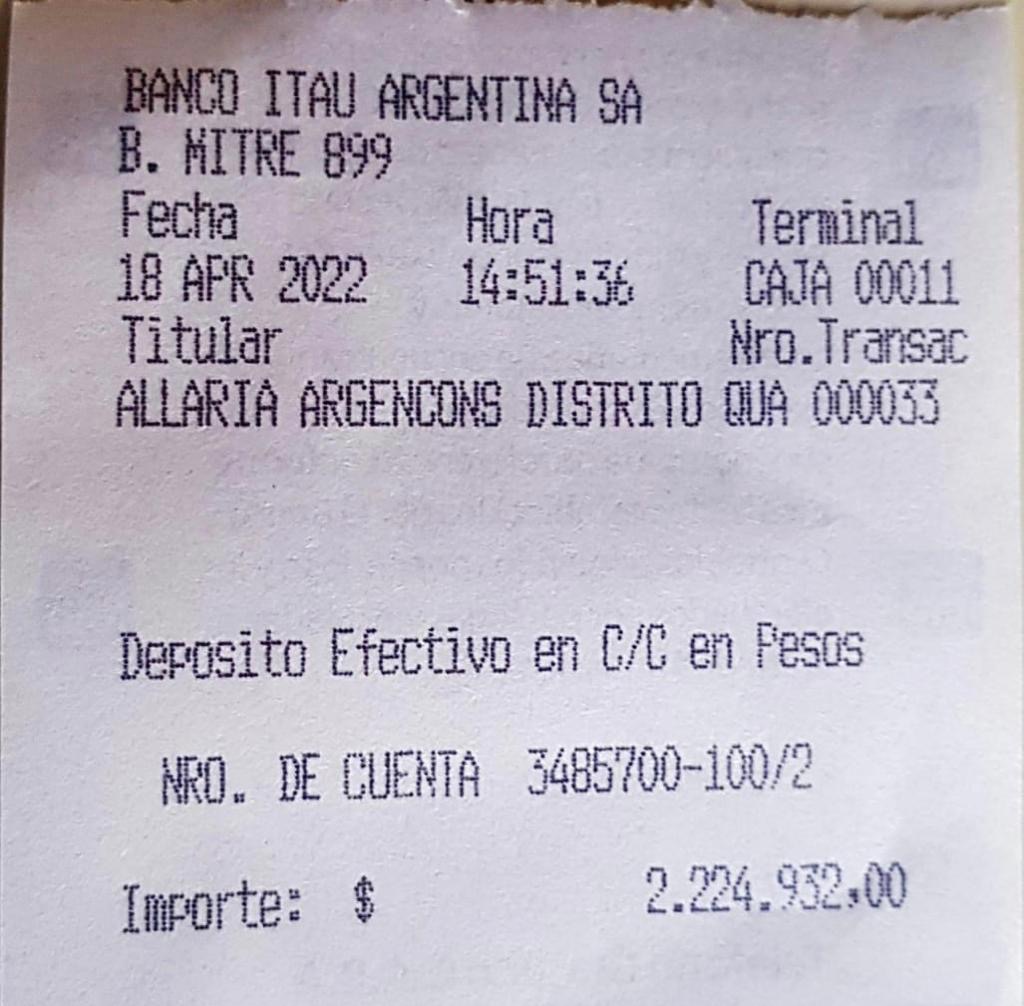 BANCO ITAU ARGENTINA SA
B. MITRE 899
Fecha Hora Terminal
18 APR 2022 14:51:36 CAJA 00011
Titular Nro.Transac
ALLARIA ARGENCONS DISTRITO QUA 000033
Deposito Efectivo en C/C en Pesos
NRO. DE CUENTA 3485700-100/2
Importe: $ 2.224.932,00